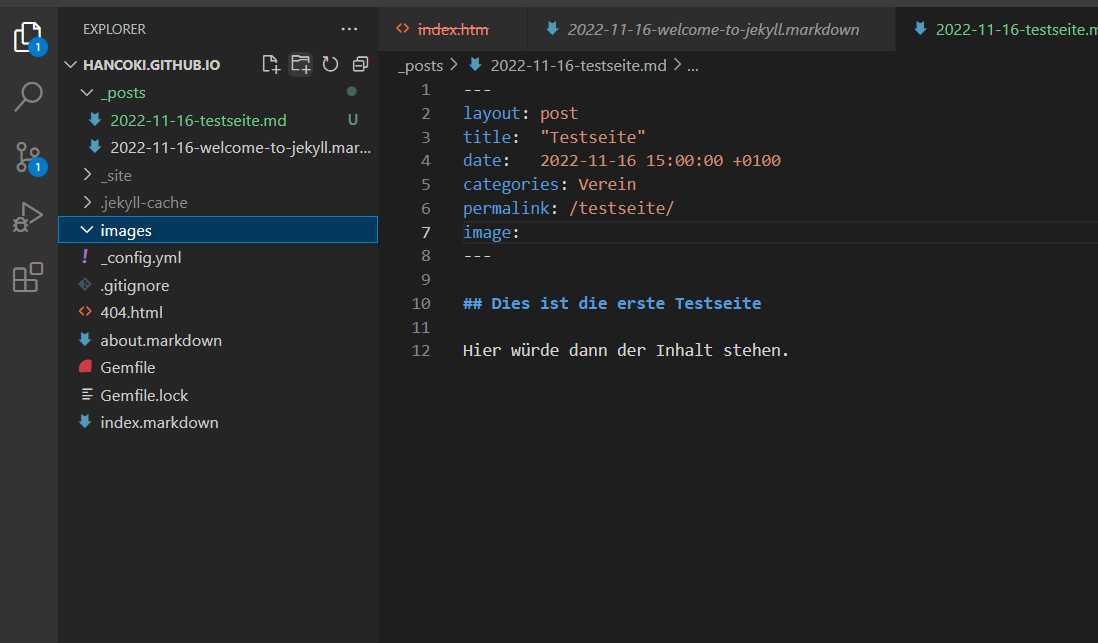 EXPLORER
HANCOKI.GITHUB.IO
_posts
2022-11-16-testseite.md U
2022-11-16-welcome-to-jekyll.mar...
_site
.jekyll-cache
images
! _config.yml
.gitignore
404.html
about.markdown
Gemfile
Gemfile.lock
index.markdown
1
1
index.htm 2022-11-16-welcome-to-jekyll.markdown 2022-11-16-testseite.m
_posts > 2022-11-16-testseite.md > ...
1 ---
2 layout: post
3 title: "Testseite"
4 date: 2022-11-16 15:00:00 +0100
5 categories: Verein
6 permalink: /testseite/
7 image:
8 ---
9
10 ## Dies ist die erste Testseite
11
12 Hier würde dann der Inhalt stehen.